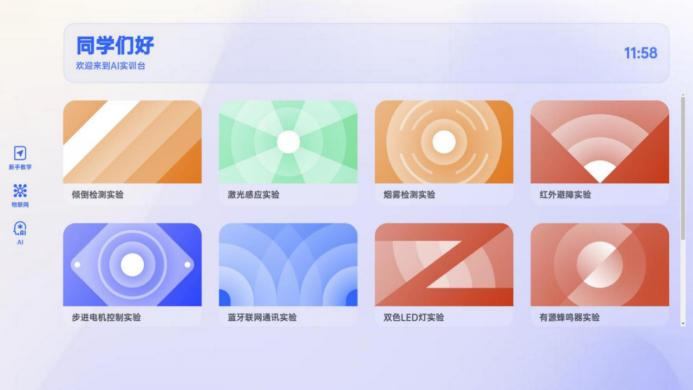 同学们好
欢迎来到AI实训台
11:58
新手教学
物联网
AI
倾倒检测实验
激光感应实验
烟雾检测实验
红外避障实验
步进电机控制实验
蓝牙联网通讯实验
双色LED灯实验
有源蜂鸣器实验